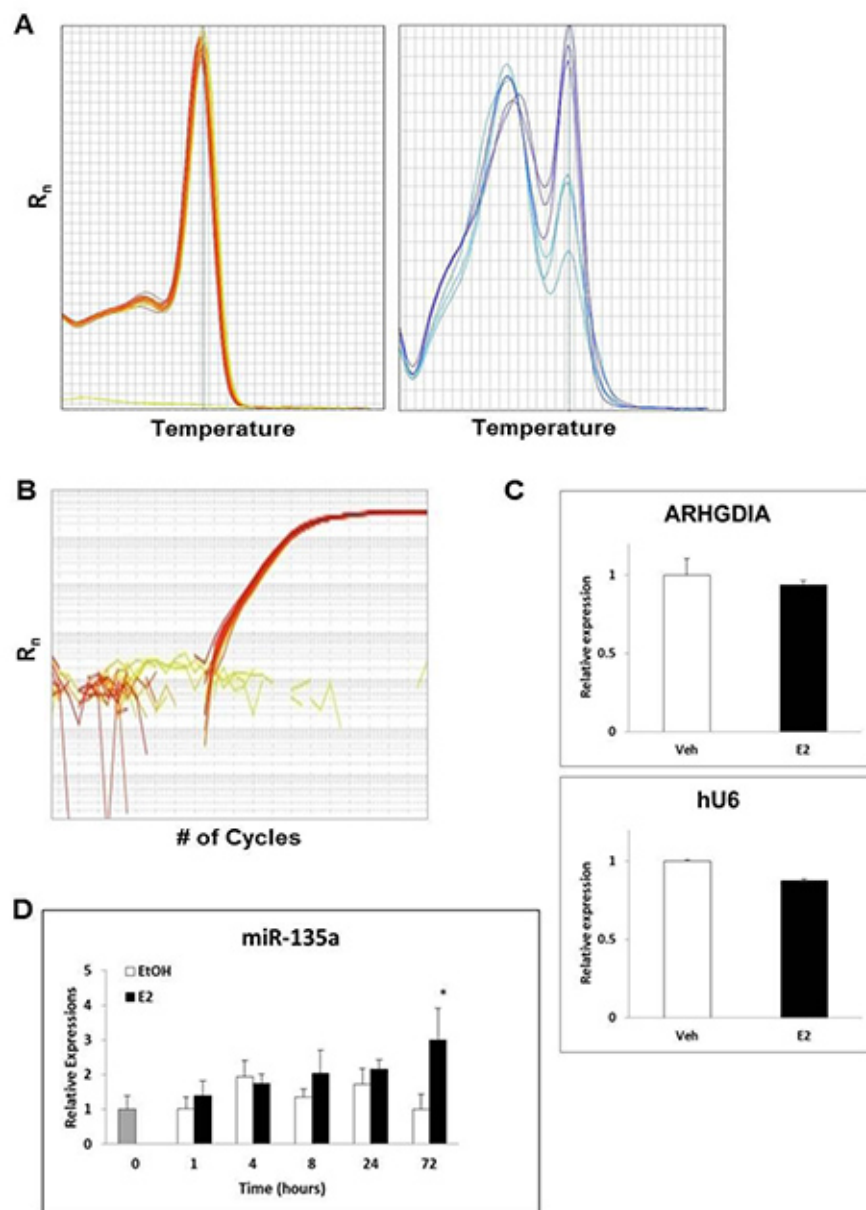 A
Rn
Temperature
Temperature
B
Rn
# of Cycles
C
ARHGDIA
Relative expression
1
0.5
0
Veh
E2
hU6
Relative expression
1
0.5
0
Veh
E2
D
miR-135a
EtOH
E2
*
Relative Expressions
5
4
3
2
1
0
0 1 4 8 24 72
Time (hours)